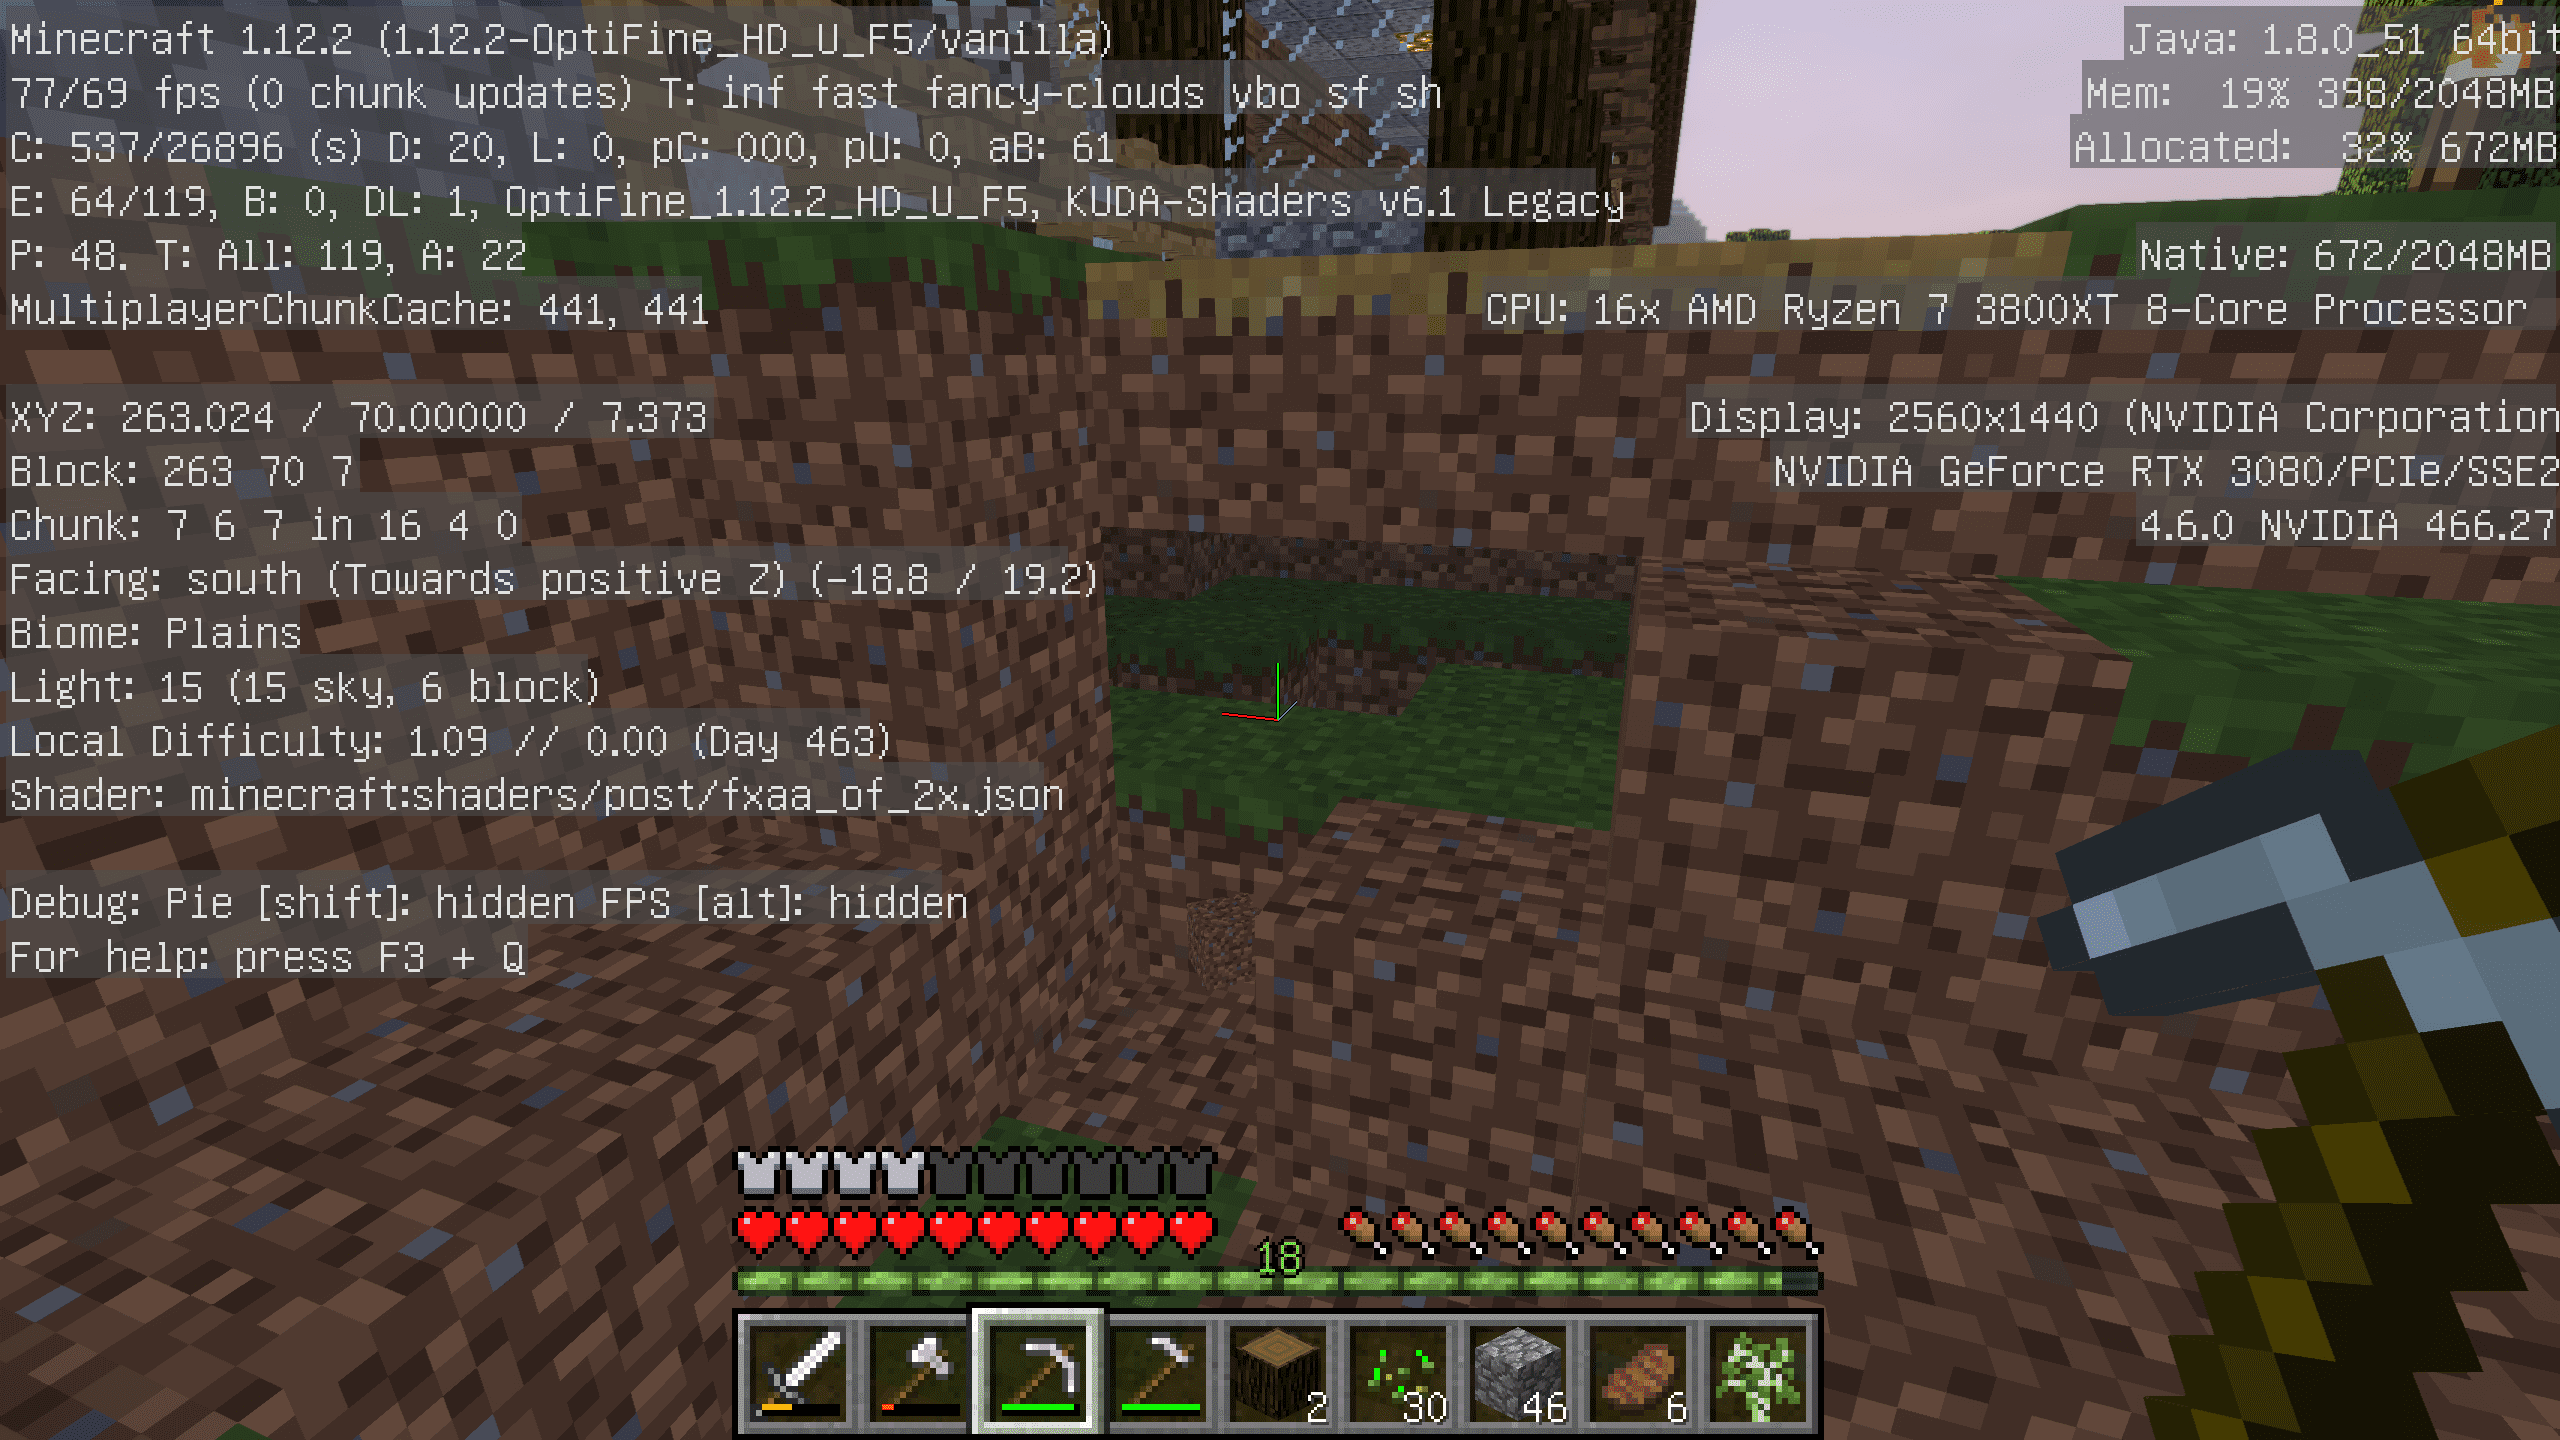 Minecraft 1.12.2 (1.12.2-OptiFine_HD_U_F5/vanilla)
77/69 fps (0 chunk updates) T: inf fast fancy-clouds vbo sf sh
C: 537/26896 (s) D: 20, L: 0, pC: 000, pU: 0, aB: 61
E: 64/119, B: 0, DL: 1, OptiFine_1.12.2_HD_U_F5, KUDA-Shaders v6.1 Legacy
P: 48. T: All: 119, A: 22
MultiplayerChunkCache: 441, 441
XYZ: 263.024 / 70.00000 / 7.373
Block: 263 70 7
Chunk: 7 6 7 in 16 4 0
Facing: south (Towards positive Z) (-18.8 / 19.2)
Biome: Plains
Light: 15 (15 sky, 6 block)
Local Difficulty: 1.09 // 0.00 (Day 463)
Shader: minecraft:shaders/post/fxaa_of_2x.json
Debug: Pie [shift]: hidden FPS [alt]: hidden
For help: press F3 + Q
Java: 1.8.0_51 64bit
Mem: 19% 398/2048MB
Allocated: 32% 672MB
Native: 672/2048MB
CPU: 16x AMD Ryzen 7 3800XT 8-Core Processor
Display: 2560x1440 (NVIDIA Corporation
NVIDIA GeForce RTX 3080/PCIe/SSE2
4.6.0 NVIDIA 466.27
18
2
30
46
6